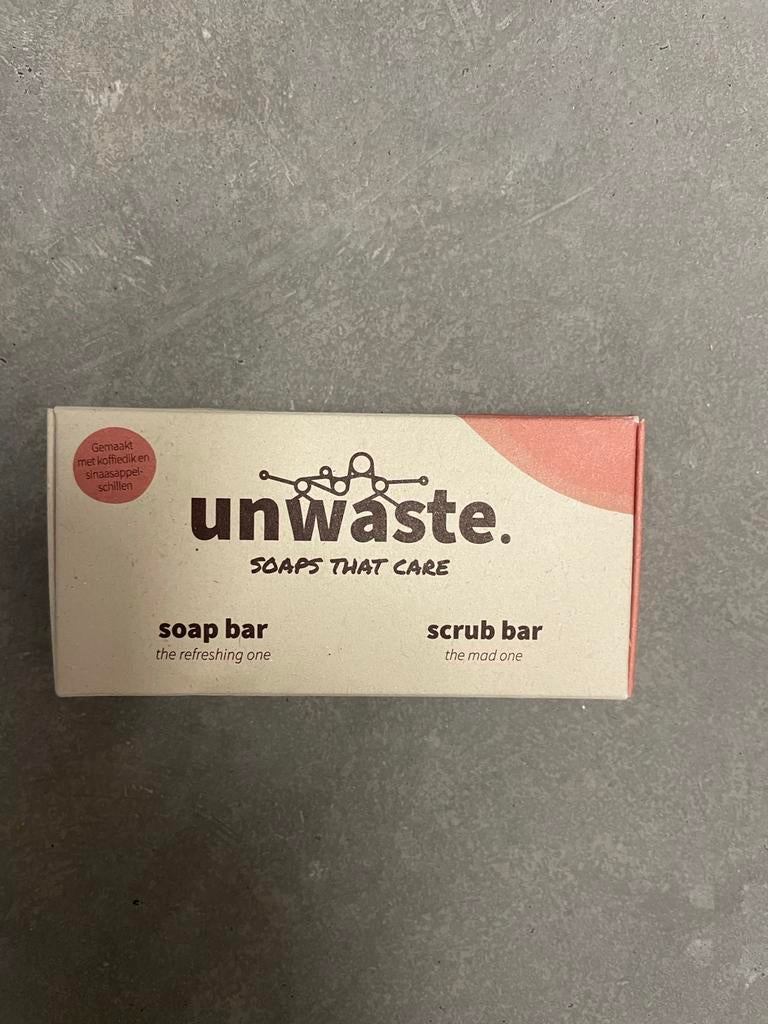 Gemaakt
met koffiedik en
sinaasappel-
schillen
unwaste.
SOAPS THAT CARE
soap bar
the refreshing one
scrub bar
the mad one